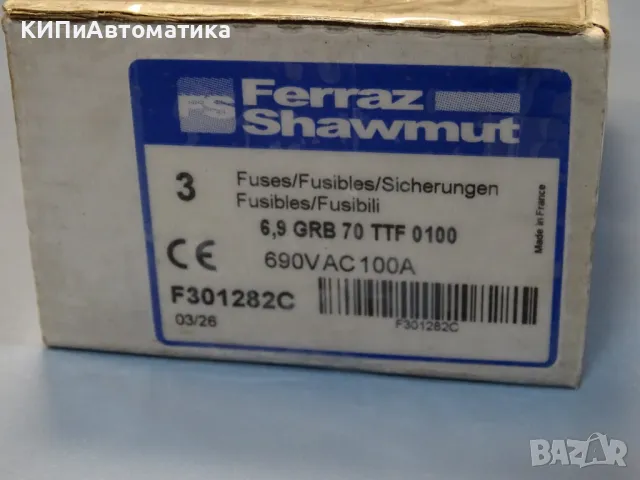 КИПиАвтоматика
FS Ferraz
Shawmut
3
Fuses/Fusibles/Sicherungen
Fusibles/Fusibili
6,9 GRB 70 TTF 0100
690VAC100A
Made in France
CE
F301282C
03/26
F301282C
BAZAR